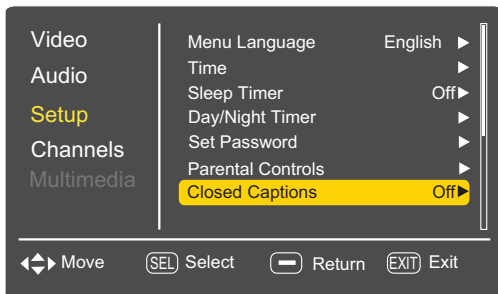 Video
Audio
Setup
Channels
Multimedia
Menu Language English
Time
Sleep Timer Off
Day/Night Timer
Set Password
Parental Controls
Closed Captions Off
Move SEL Select Return EXIT Exit